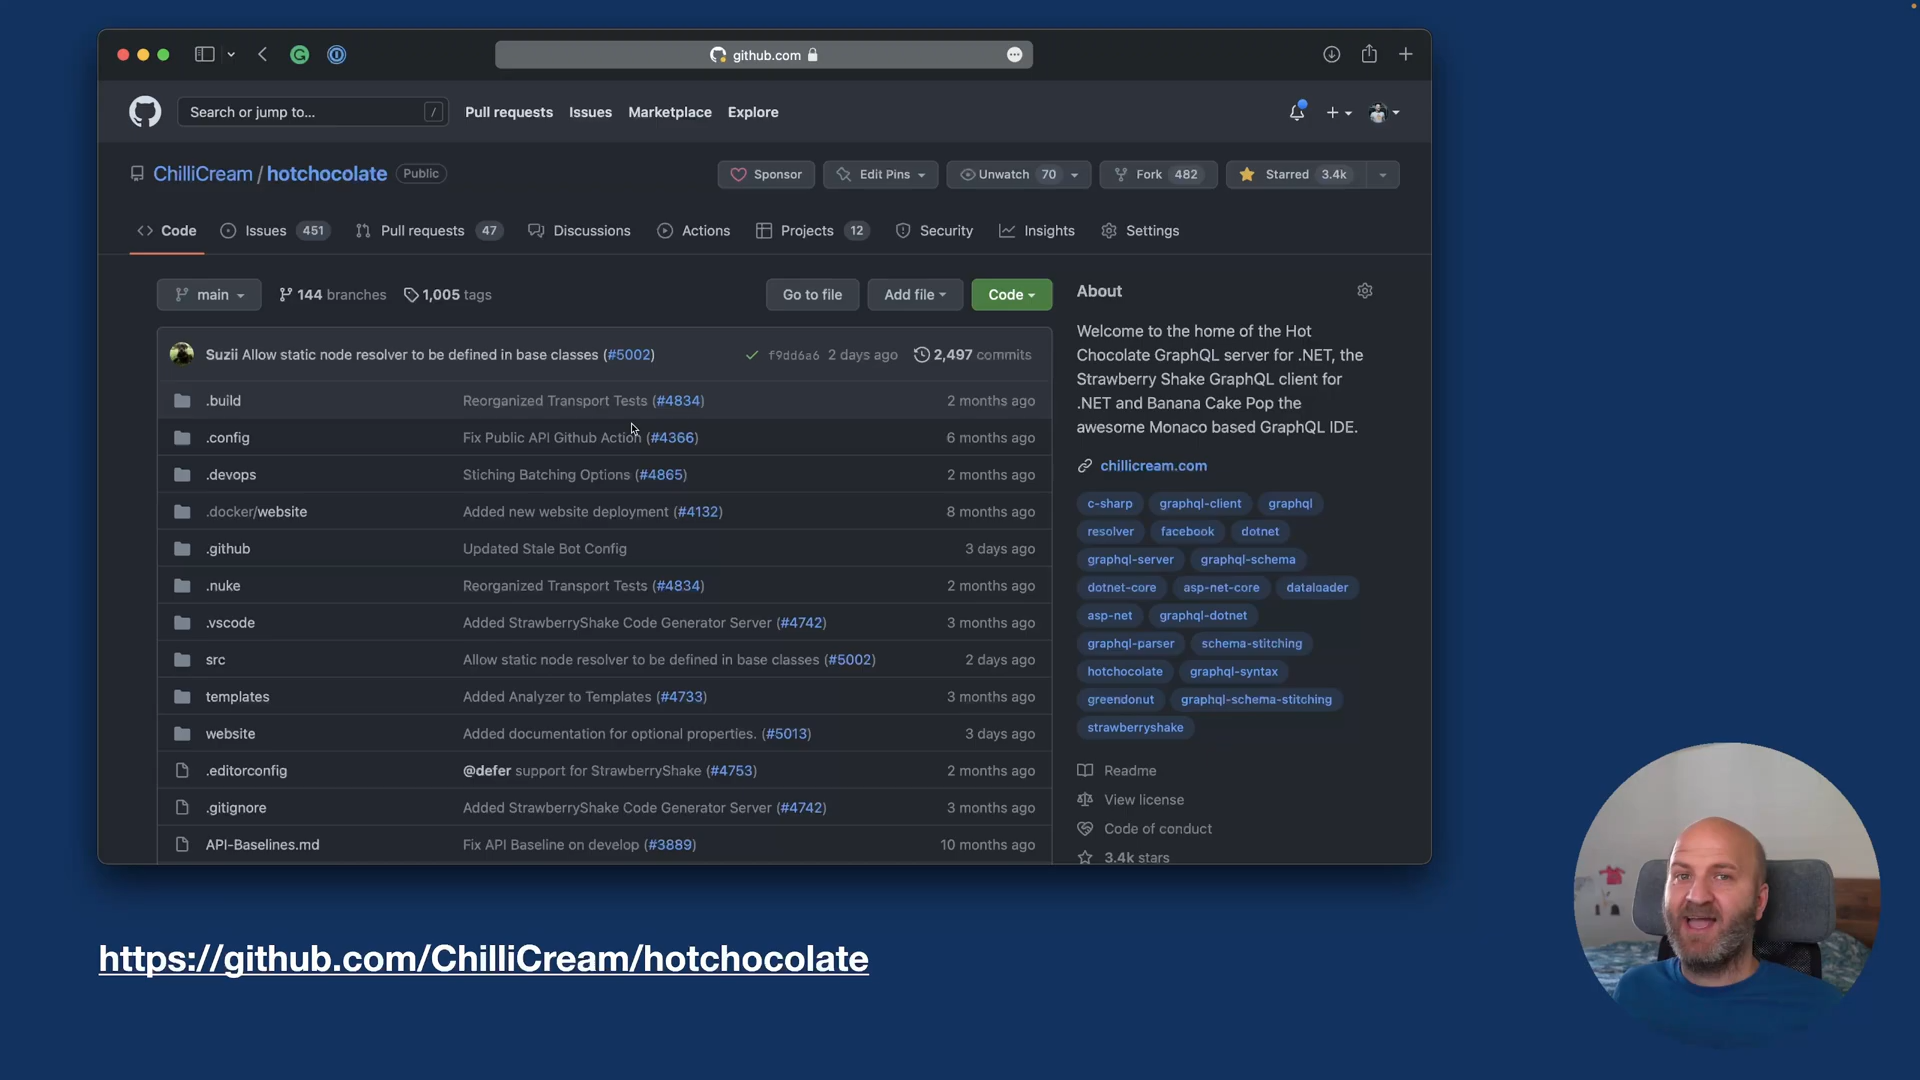 github.com
Search or jump to... /
Pull requests Issues Marketplace Explore
ChilliCream / hotchocolate Public
Sponsor Edit Pins Unwatch 70 Fork 482 Starred 3.4k
Code Issues 451 Pull requests 47 Discussions Actions Projects 12 Security Insights Settings
main 144 branches 1,005 tags Go to file Add file Code
Suzii Allow static node resolver to be defined in base classes (#5002) f9dd6a6 2 days ago 2,497 commits
.build Reorganized Transport Tests (#4834) 2 months ago
.config Fix Public API Github Action (#4366) 6 months ago
.devops Stiching Batching Options (#4865) 2 months ago
.docker/website Added new website deployment (#4132) 8 months ago
.github Updated Stale Bot Config 3 days ago
.nuke Reorganized Transport Tests (#4834) 2 months ago
.vscode Added StrawberryShake Code Generator Server (#4742) 3 months ago
src Allow static node resolver to be defined in base classes (#5002) 2 days ago
templates Added Analyzer to Templates (#4733) 3 months ago
website Added documentation for optional properties. (#5013) 3 days ago
.editorconfig @defer support for StrawberryShake (#4753) 2 months ago
.gitignore Added StrawberryShake Code Generator Server (#4742) 3 months ago
API-Baselines.md Fix API Baseline on develop (#3889) 10 months ago
About
Welcome to the home of the Hot
Chocolate GraphQL server for .NET, the
Strawberry Shake GraphQL client for
.NET and Banana Cake Pop the
awesome Monaco based GraphQL IDE.
chillicream.com
c-sharp graphql-client graphql
resolver facebook dotnet
graphql-server graphql-schema
dotnet-core asp-net-core dataloader
asp-net graphql-dotnet
graphql-parser schema-stitching
hotchocolate graphql-syntax
greendonut graphql-schema-stitching
strawberryshake
Readme
View license
Code of conduct
3.4k stars
https://github.com/ChilliCream/hotchocolate